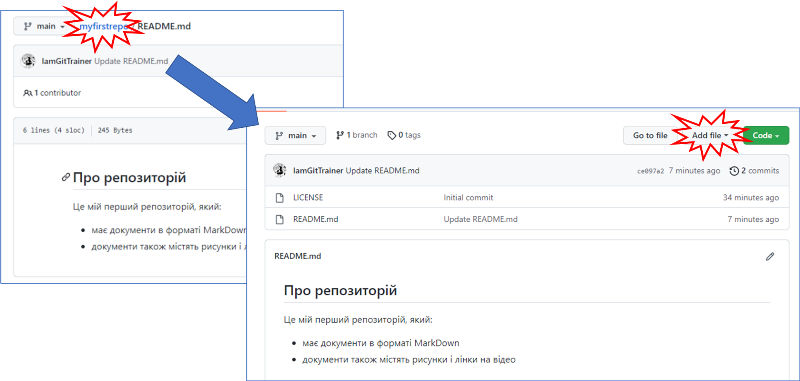 main myfirstrepo README.md
IamGitTrainer Update README.md
1 contributor
6 lines (4 sloc) 245 Bytes
Про репозиторій
Це мій перший репозиторій, який:
має документи в форматі MarkDown
документи також містять рисунки і л
main 1 branch 0 tags Go to file Add file Code
IamGitTrainer Update README.md ce097a2 7 minutes ago 2 commits
LICENSE Initial commit 34 minutes ago
README.md Update README.md 7 minutes ago
README.md
Про репозиторій
Це мій перший репозиторій, який:
має документи в форматі MarkDown
документи також містять рисунки і лінки на відео